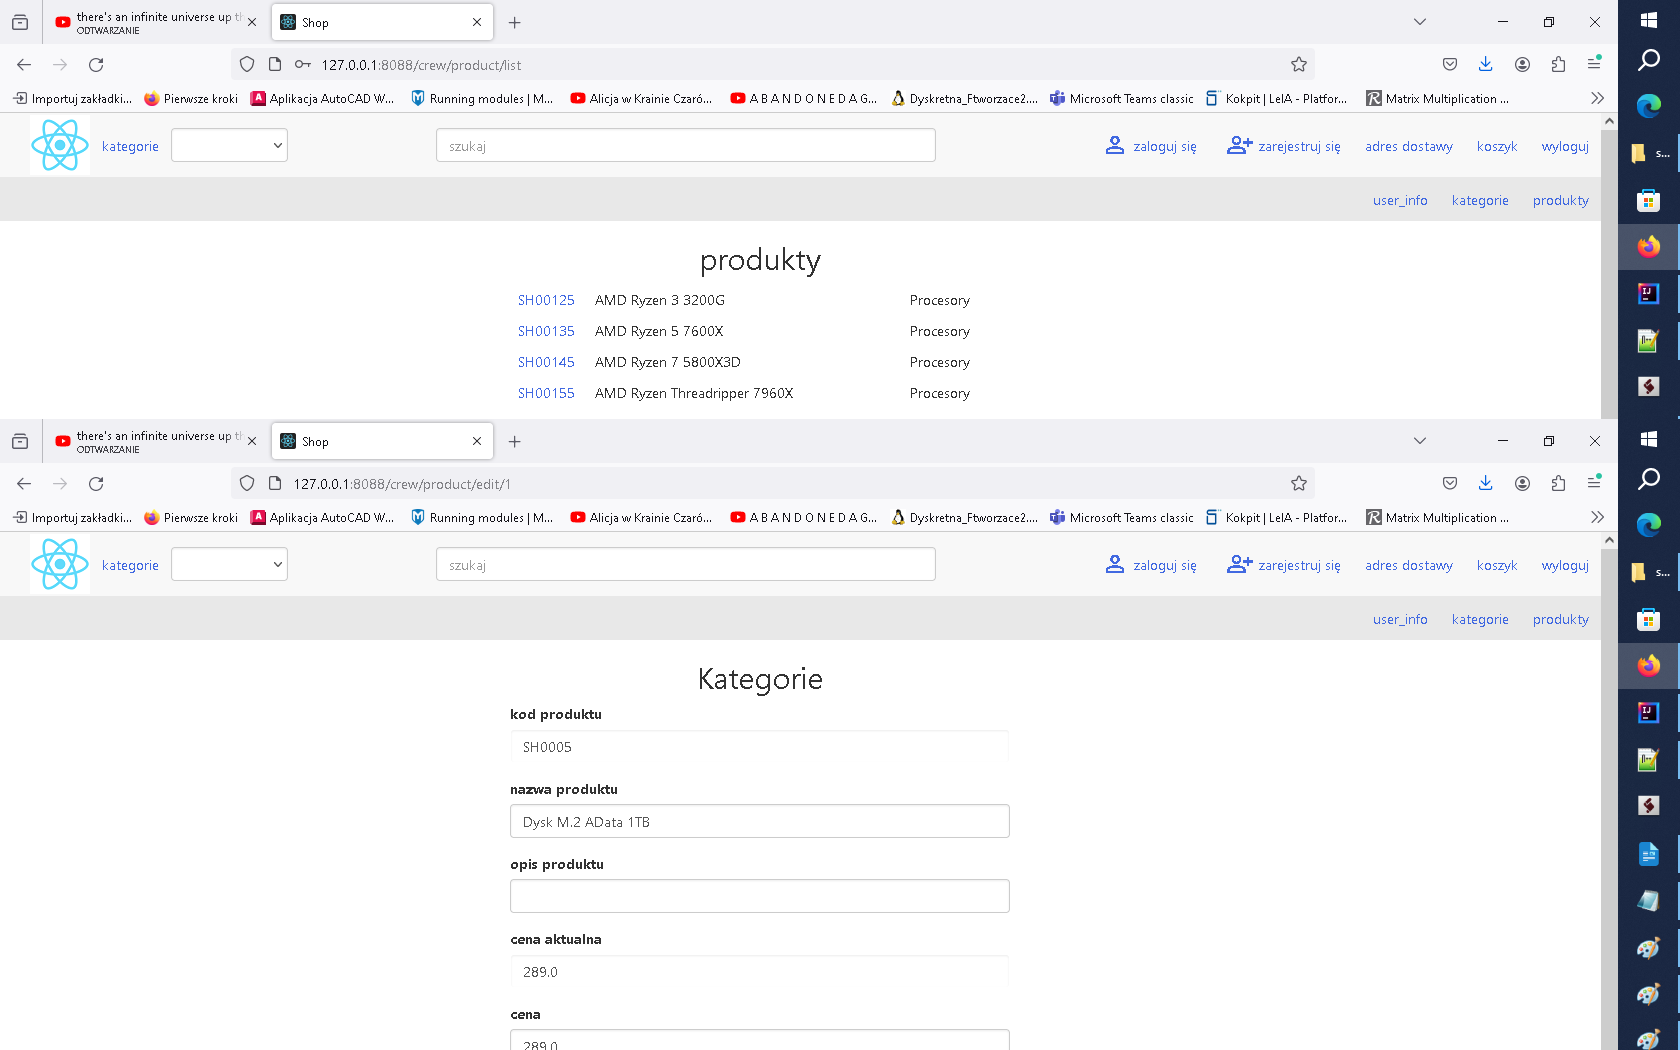 there's an infinite universe up th
ODTWARZANIE
Shop
127.0.0.1:8088/crew/product/list
Importuj zakładki...
Pierwsze kroki
Aplikacja AutoCAD W...
Running modules | M...
Alicja w Krainie Czaró...
A B A N D O N E D A G...
Dyskretna_Ftworzace2....
Microsoft Teams classic
Kokpit | LeIA - Platfor...
Matrix Multiplication ...
kategorie
szukaj
zaloguj się
zarejestruj się
adres dostawy
koszyk
wyloguj
s...
user_info
kategorie
produkty
produkty
SH00125 AMD Ryzen 3 3200G Procesory
SH00135 AMD Ryzen 5 7600X Procesory
SH00145 AMD Ryzen 7 5800X3D Procesory
SH00155 AMD Ryzen Threadripper 7960X Procesory
there's an infinite universe up th
ODTWARZANIE
Shop
127.0.0.1:8088/crew/product/edit/1
Importuj zakładki...
Pierwsze kroki
Aplikacja AutoCAD W...
Running modules | M...
Alicja w Krainie Czaró...
A B A N D O N E D A G...
Dyskretna_Ftworzace2....
Microsoft Teams classic
Kokpit | LeIA - Platfor...
Matrix Multiplication ...
kategorie
szukaj
zaloguj się
zarejestruj się
adres dostawy
koszyk
wyloguj
s...
user_info
kategorie
produkty
Kategorie
kod produktu
SH0005
nazwa produktu
Dysk M.2 AData 1TB
opis produktu
cena aktualna
289.0
cena
289.0